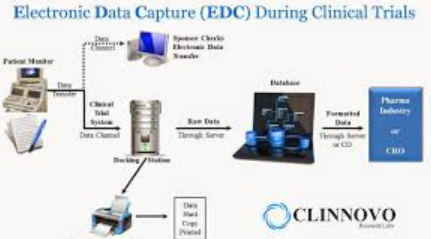 Electronic Data Capture (EDC) During Clinical Trials
Data
Channel
Sponsor Checks
Electronic Data
Transfer
Patient Monitor
Data
Transfer
Clinical
Trial
System
Data Channel
Docking Station
Raw Data
Through Server
Database
Formatted
Data
Through Server
or CD
Pharma
Industry
or
CRO
Data
Hard
Copy
Printed
CLINNOVO
Research Labs